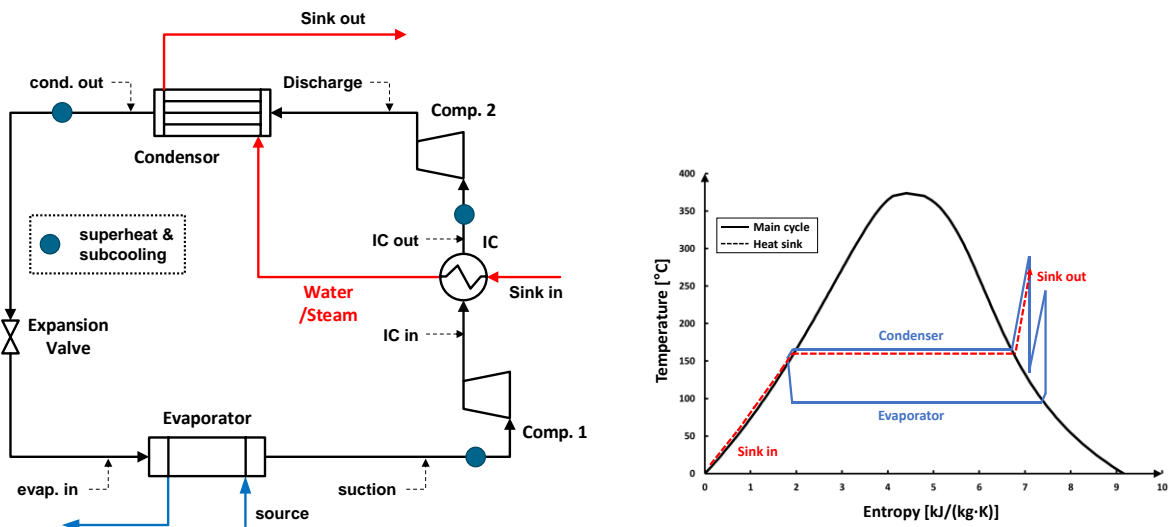 Sink out
cond. out
Discharge
Comp. 2
Condensor
superheat &
subcooling
IC out
IC
Water
/Steam
Sink in
Expansion
Valve
IC in
Evaporator
Comp. 1
evap. in
suction
source
Temperature [°C]
400
350
300
250
200
150
100
50
0
Main cycle
Heat sink
Sink out
Condenser
Evaporator
Sink in
0
1
2
3
4
5
6
7
8
9
10
Entropy [kJ/(kg·K)]